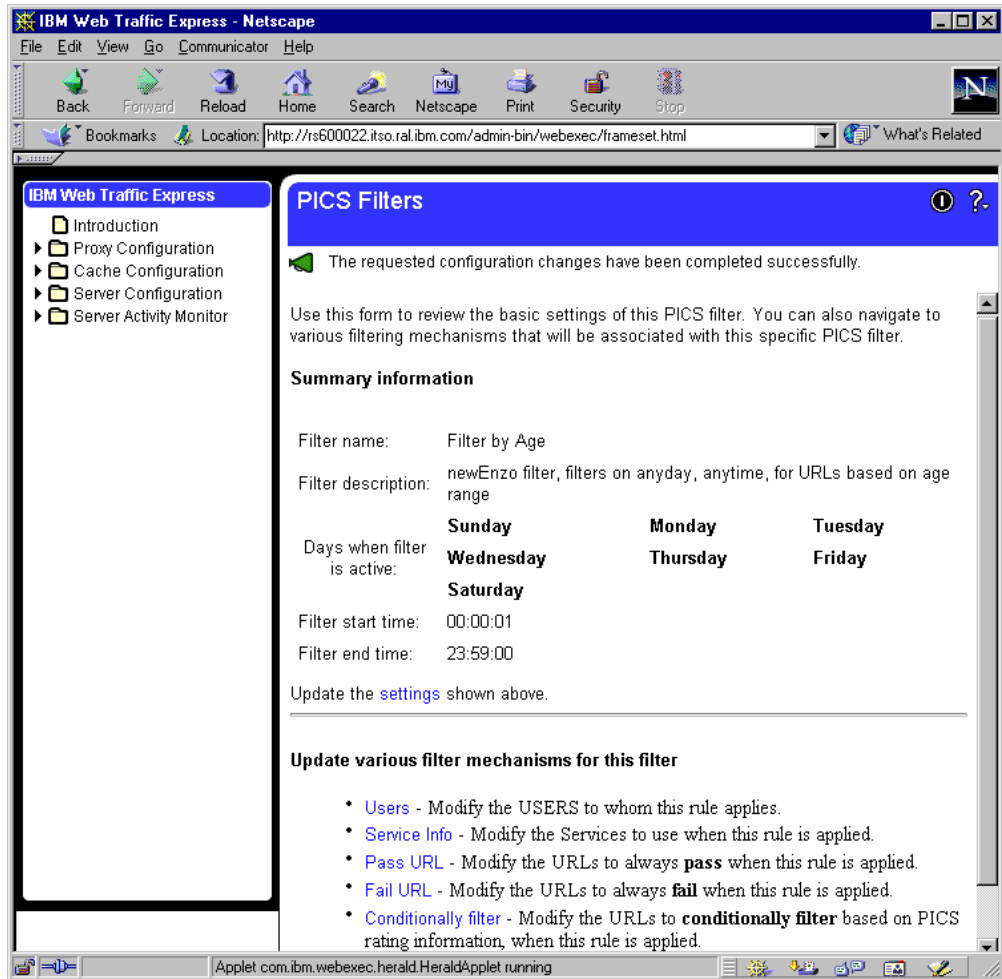 IBM Web Traffic Express - Netscape
File Edit View Go Communicator Help
Back Forward Reload Home Search Netscape Print Security Stop
My
N
Bookmarks Location: http://rs600022.itso.ral.ibm.com/admin-bin/webexec/frameset.html What's Related
IBM Web Traffic Express
Introduction
Proxy Configuration
Cache Configuration
Server Configuration
Server Activity Monitor
PICS Filters
?
The requested configuration changes have been completed successfully.
Use this form to review the basic settings of this PICS filter. You can also navigate to
various filtering mechanisms that will be associated with this specific PICS filter.
Summary information
Filter name: Filter by Age
Filter description: newEnzo filter, filters on anyday, anytime, for URLs based on age
range
Days when filter
is active:
Sunday Monday Tuesday
Wednesday Thursday Friday
Saturday
Filter start time: 00:00:01
Filter end time: 23:59:00
Update the settings shown above.
Update various filter mechanisms for this filter
• Users - Modify the USERS to whom this rule applies.
• Service Info - Modify the Services to use when this rule is applied.
• Pass URL - Modify the URLs to always pass when this rule is applied.
• Fail URL - Modify the URLs to always fail when this rule is applied.
• Conditionally filter - Modify the URLs to conditionally filter based on PICS
rating information, when this rule is applied.
Applet com.ibm.webexec.herald.HeraldApplet running